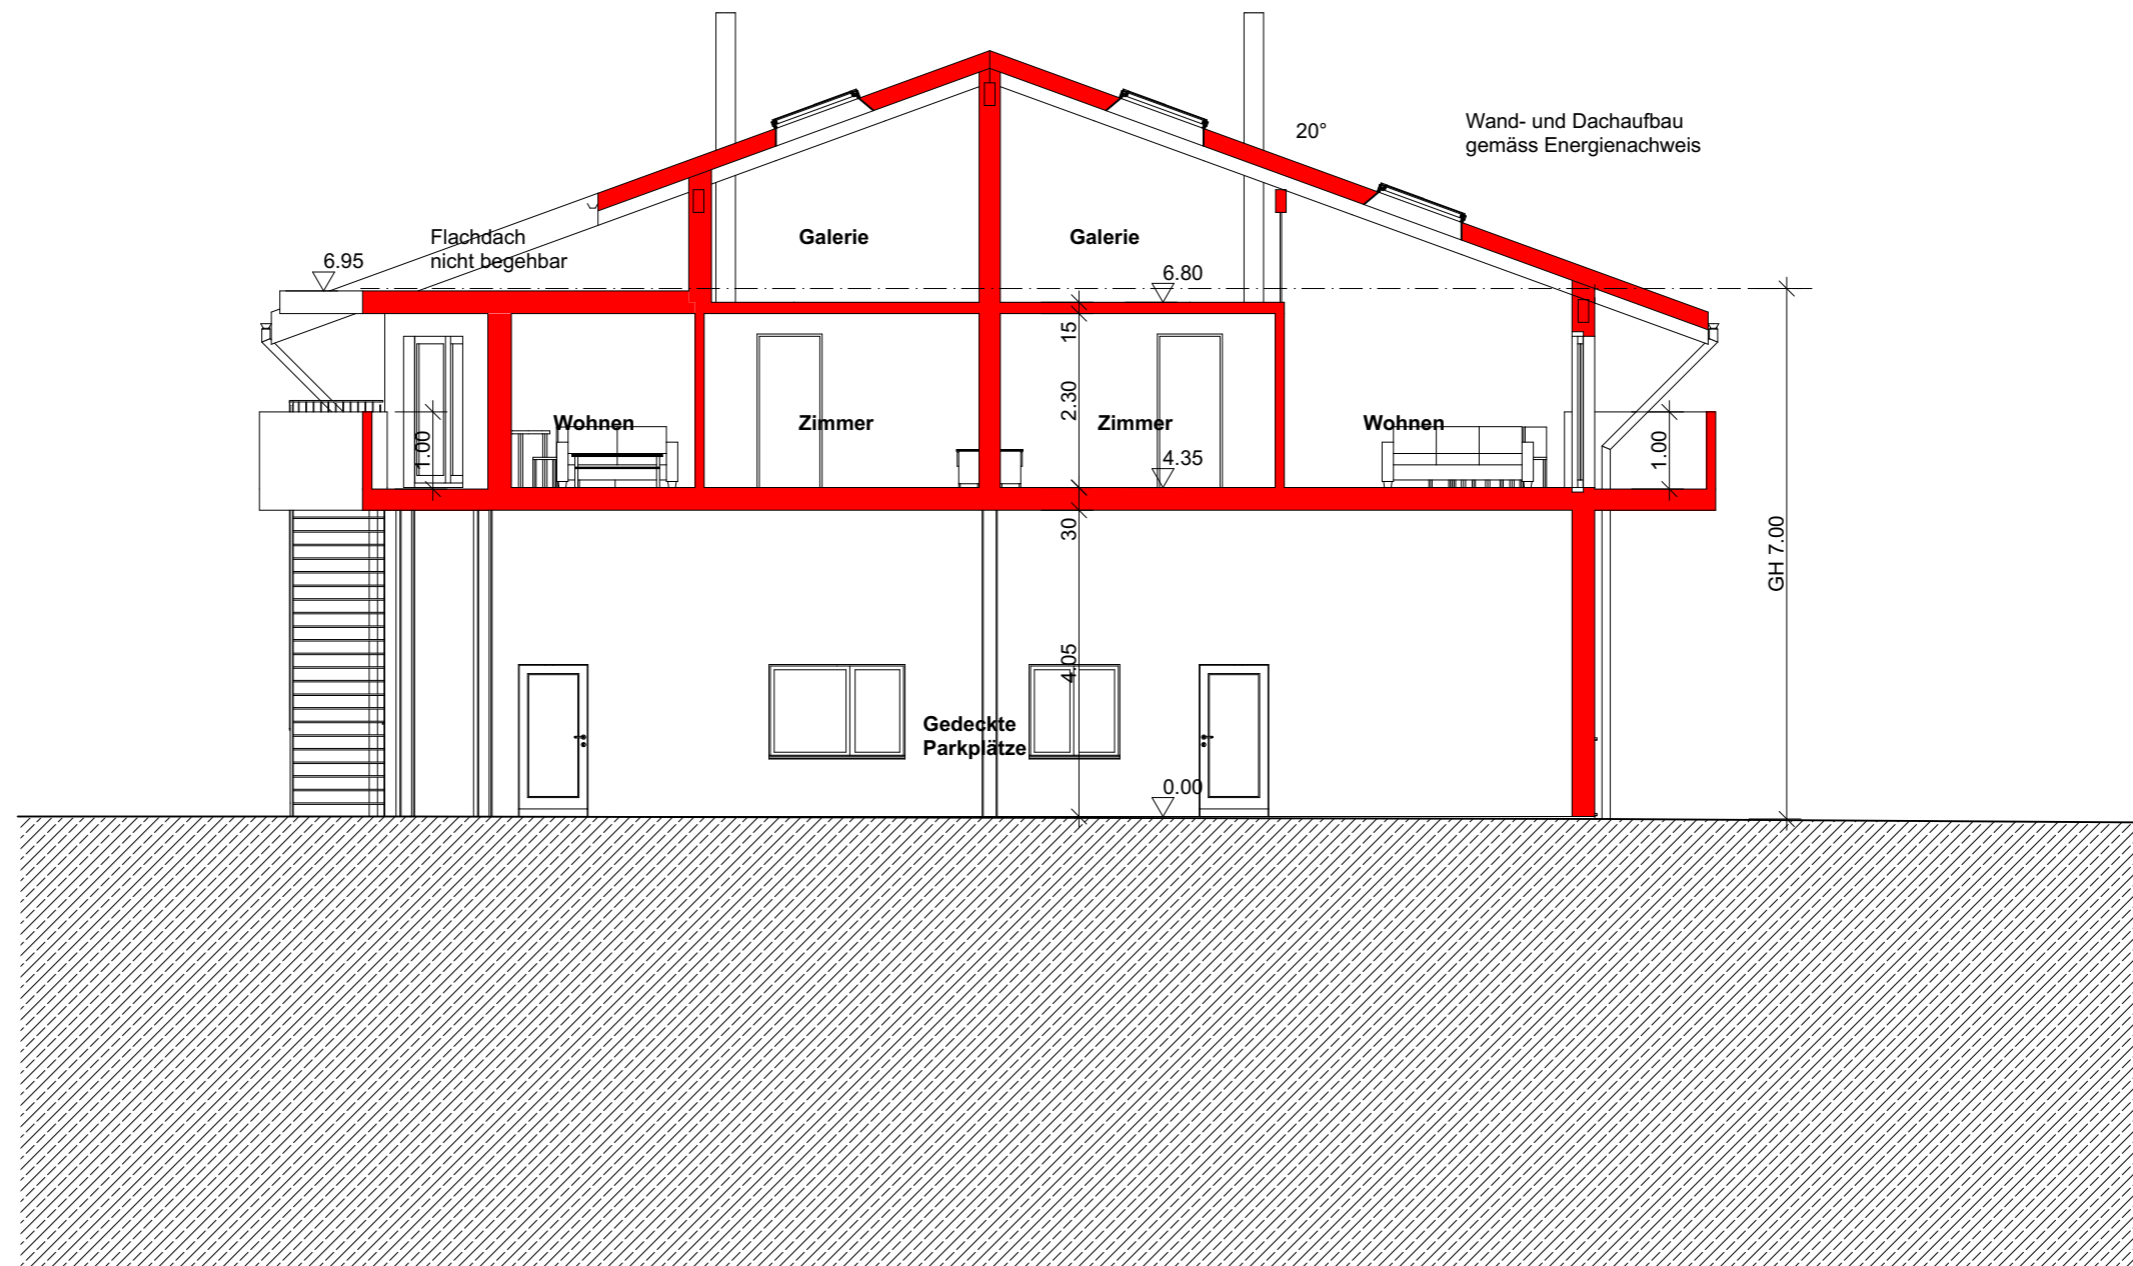 20°
Wand- und Dachaufbau
gemäss Energienachweis
Flachdach
nicht begehbar
6.95
Galerie
Galerie
6.80
15
2.30
Wohnen
Zimmer
Zimmer
Wohnen
1.00
4.35
1.00
30
GH 7.00
4.05
Gedeckte
Parkplätze
0.00